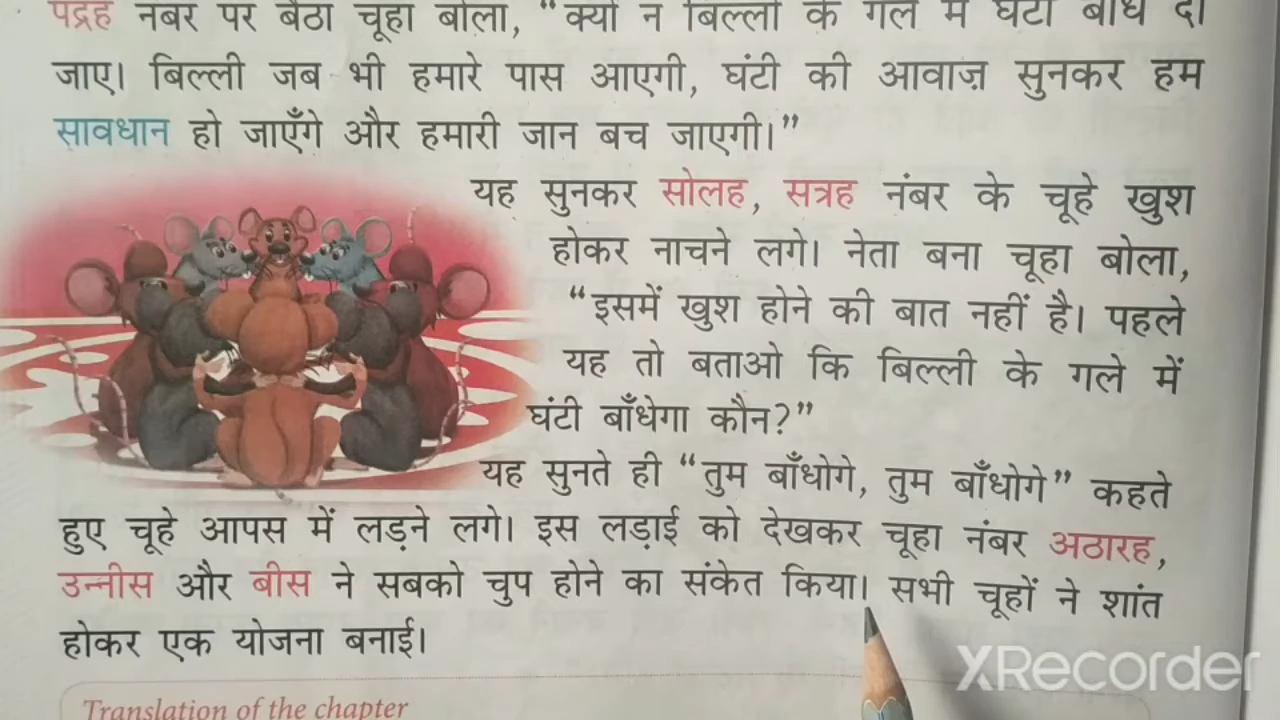 पंद्रह नंबर पर बैठा चूहा बोला, “क्यों न बिल्ली के गले में घंटी बाँध दी
जाए। बिल्ली जब भी हमारे पास आएगी, घंटी की आवाज़ सुनकर हम
सावधान हो जाएँगे और हमारी जान बच जाएगी।”
यह सुनकर सोलह, सत्रह नंबर के चूहे खुश
होकर नाचने लगे। नेता बना चूहा बोला,
“इसमें खुश होने की बात नहीं है। पहले
यह तो बताओ कि बिल्ली के गले में
घंटी बाँधेगा कौन?”
यह सुनते ही “तुम बाँधोगे, तुम बाँधोगे” कहते
हुए चूहे आपस में लड़ने लगे। इस लड़ाई को देखकर चूहा नंबर अठारह,
उन्नीस और बीस ने सबको चुप होने का संकेत किया। सभी चूहों ने शांत
होकर एक योजना बनाई।
XRecorder
Translation of the chapter